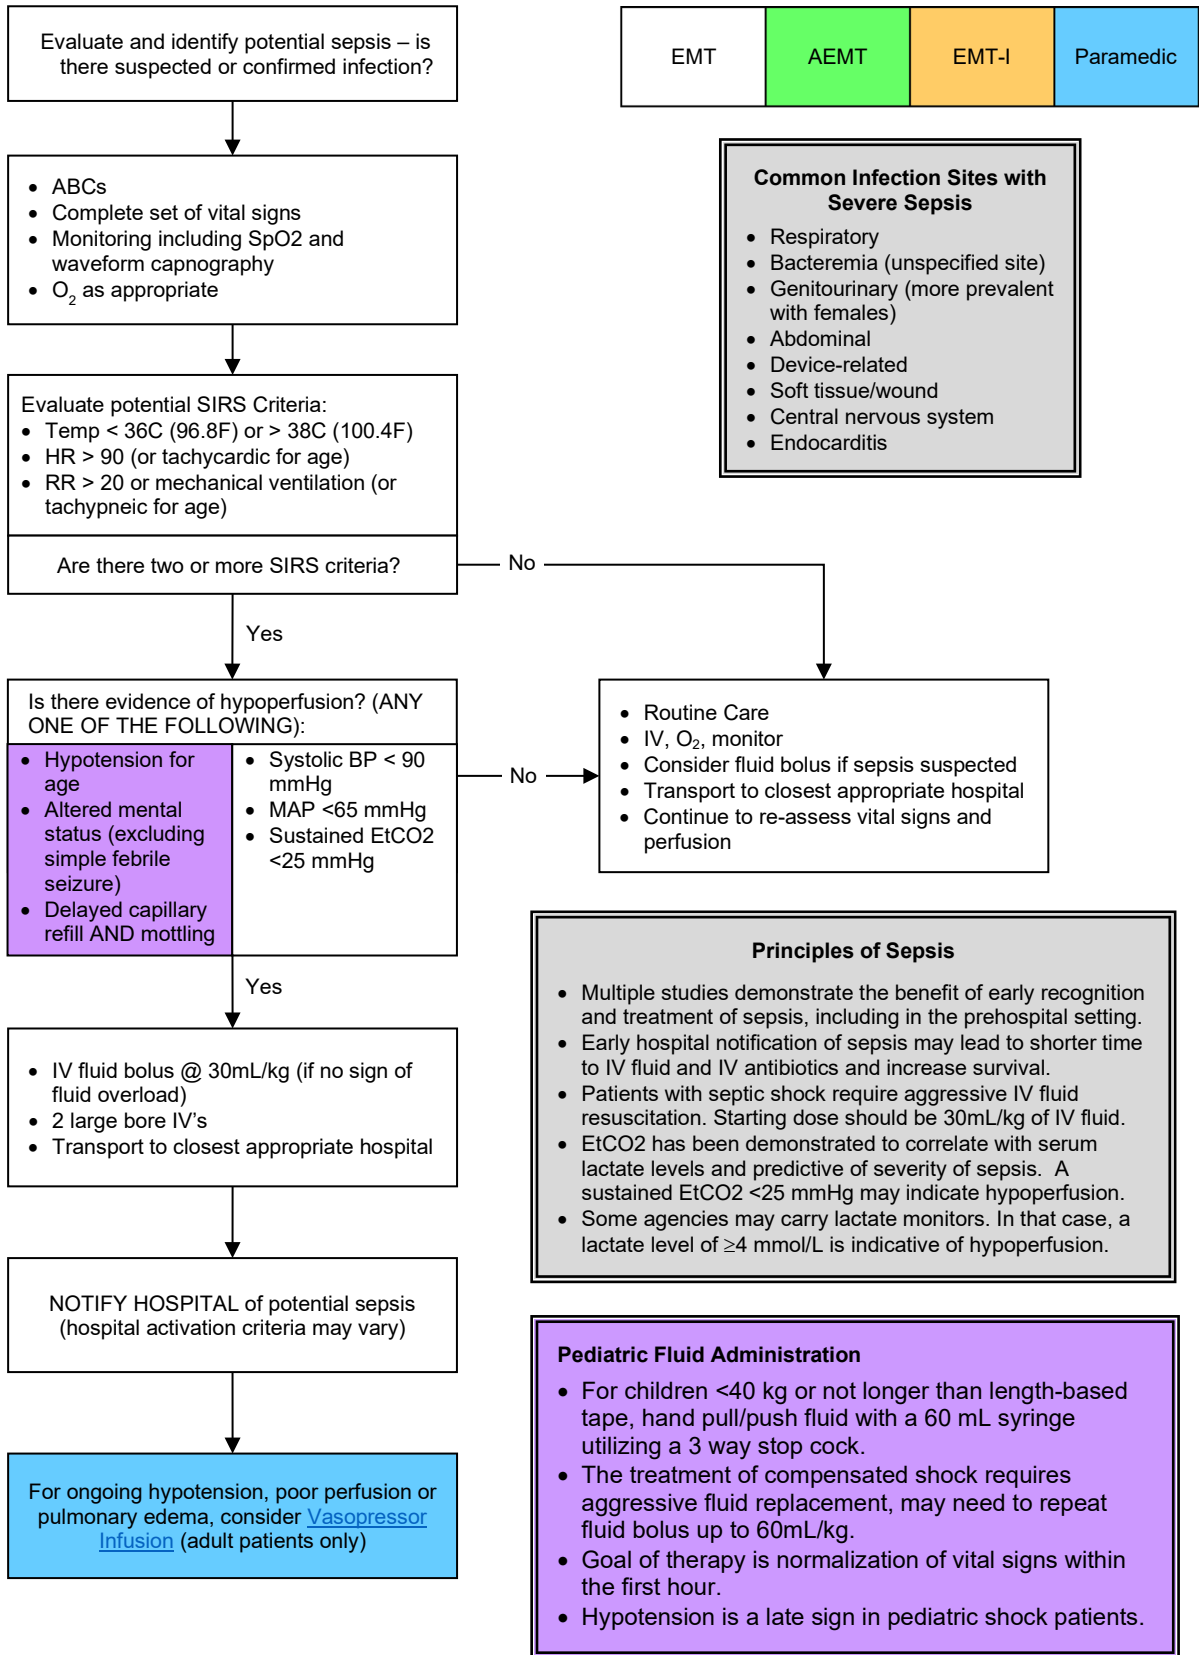 Evaluate and identify potential sepsis – is
there suspected or confirmed infection?
EMT
AEMT
EMT-I
Paramedic
• ABCs
• Complete set of vital signs
• Monitoring including SpO2 and
waveform capnography
• O2 as appropriate
Common Infection Sites with
Severe Sepsis
• Respiratory
• Bacteremia (unspecified site)
• Genitourinary (more prevalent
with females)
• Abdominal
• Device-related
• Soft tissue/wound
• Central nervous system
• Endocarditis
Evaluate potential SIRS Criteria:
• Temp < 36C (96.8F) or > 38C (100.4F)
• HR > 90 (or tachycardic for age)
• RR > 20 or mechanical ventilation (or
tachypneic for age)
Are there two or more SIRS criteria?
No
Yes
Is there evidence of hypoperfusion? (ANY
ONE OF THE FOLLOWING):
• Hypotension for
age
• Altered mental
status (excluding
simple febrile
seizure)
• Delayed capillary
refill AND mottling
• Systolic BP < 90
mmHg
• MAP <65 mmHg
• Sustained EtCO2
<25 mmHg
No
• Routine Care
• IV, O2, monitor
• Consider fluid bolus if sepsis suspected
• Transport to closest appropriate hospital
• Continue to re-assess vital signs and
perfusion
Yes
• IV fluid bolus @ 30mL/kg (if no sign of
fluid overload)
• 2 large bore IV's
• Transport to closest appropriate hospital
Principles of Sepsis
• Multiple studies demonstrate the benefit of early recognition
and treatment of sepsis, including in the prehospital setting.
• Early hospital notification of sepsis may lead to shorter time
to IV fluid and IV antibiotics and increase survival.
• Patients with septic shock require aggressive IV fluid
resuscitation. Starting dose should be 30mL/kg of IV fluid.
• EtCO2 has been demonstrated to correlate with serum
lactate levels and predictive of severity of sepsis. A
sustained EtCO2 <25 mmHg may indicate hypoperfusion.
• Some agencies may carry lactate monitors. In that case, a
lactate level of ≥4 mmol/L is indicative of hypoperfusion.
NOTIFY HOSPITAL of potential sepsis
(hospital activation criteria may vary)
For ongoing hypotension, poor perfusion or
pulmonary edema, consider Vasopressor
Infusion (adult patients only)
Pediatric Fluid Administration
• For children <40 kg or not longer than length-based
tape, hand pull/push fluid with a 60 mL syringe
utilizing a 3 way stop cock.
• The treatment of compensated shock requires
aggressive fluid replacement, may need to repeat
fluid bolus up to 60mL/kg.
• Goal of therapy is normalization of vital signs within
the first hour.
• Hypotension is a late sign in pediatric shock patients.